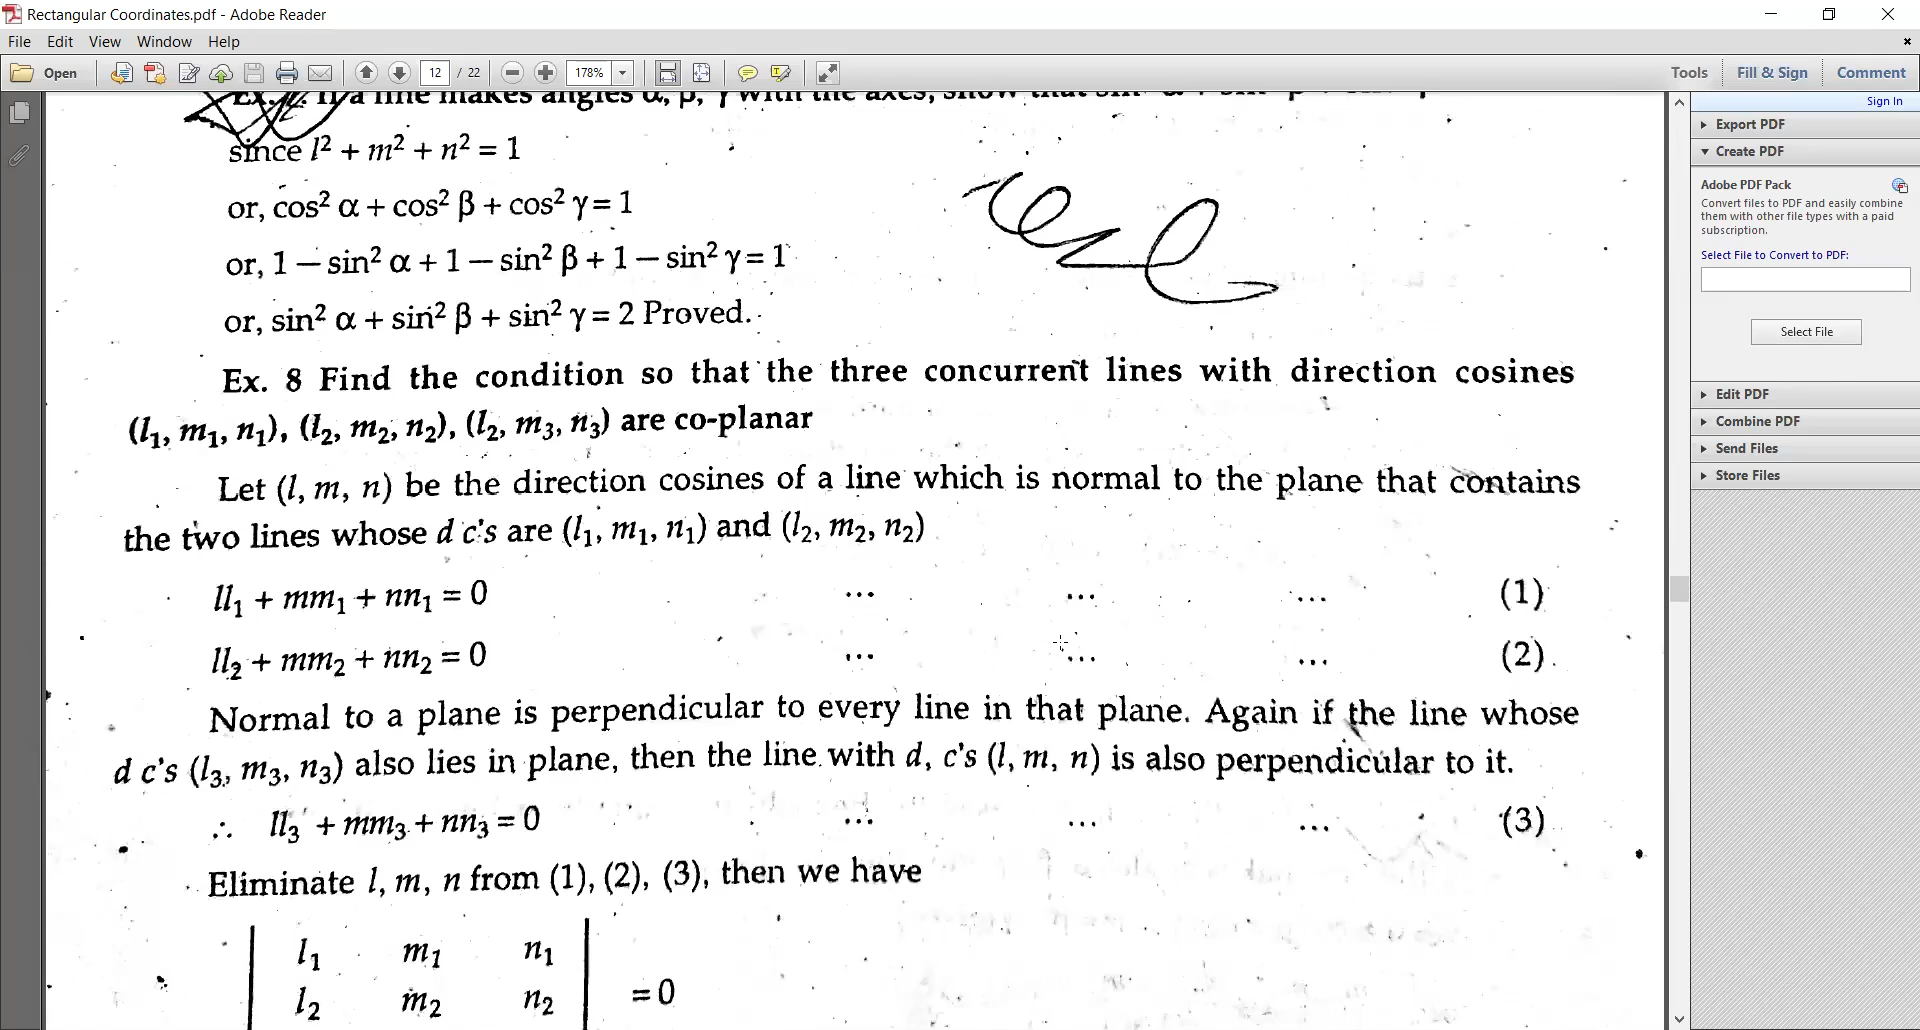 Rectangular Coordinates.pdf - Adobe Reader
File Edit View Window Help
Open 12 / 22 178% Tools Fill & Sign Comment
Sign In
Export PDF
Create PDF
Adobe PDF Pack
Convert files to PDF and easily combine
them with other file types with a paid
subscription.
Select File to Convert to PDF:
Select File
Edit PDF
Combine PDF
Send Files
Store Files
a line makes angles α, β, γ with the axes, show that
since l² + m² + n² = 1
or, cos² α + cos² β + cos² γ = 1
or, 1 — sin² α + 1 — sin² β + 1 — sin² γ = 1
or, sin² α + sin² β + sin² γ = 2 Proved.
Ex. 8 Find the condition so that the three concurrent lines with direction cosines
(l₁, m₁, n₁), (l₂, m₂, n₂), (l₂, m₃, n₃) are co-planar
Let (l, m, n) be the direction cosines of a line which is normal to the plane that contains
the two lines whose d c's are (l₁, m₁, n₁) and (l₂, m₂, n₂)
ll₁ + mm₁ + nn₁ = 0 ... ... ... (1)
ll₂ + mm₂ + nn₂ = 0 ... ... ... (2)
Normal to a plane is perpendicular to every line in that plane. Again if the line whose
d c's (l₃, m₃, n₃) also lies in plane, then the line with d, c's (l, m, n) is also perpendicular to it.
∴ ll₃ + mm₃ + nn₃ = 0 ... ... ... (3)
Eliminate l, m, n from (1), (2), (3), then we have
l₁ m₁ n₁
l₂ m₂ n₂ = 0